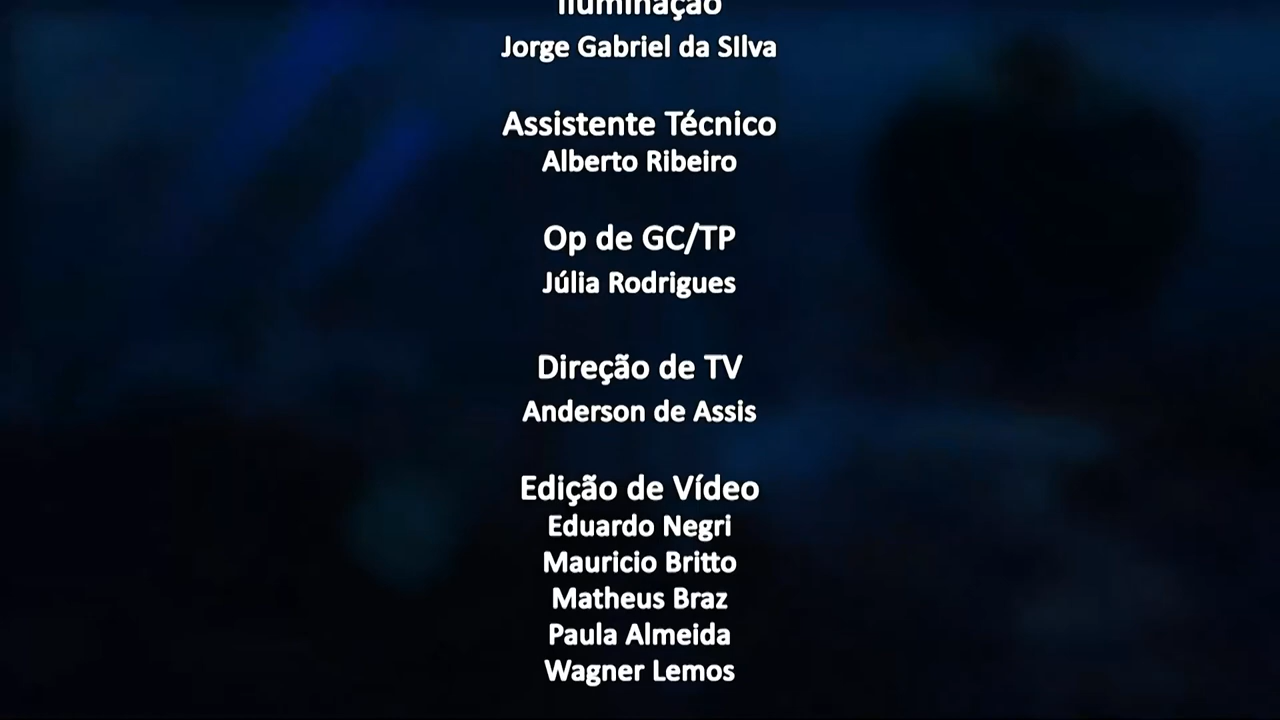 Iluminação
Jorge Gabriel da SIlva
Assistente Técnico
Alberto Ribeiro
Op de GC/TP
Júlia Rodrigues
Direção de TV
Anderson de Assis
Edição de Vídeo
Eduardo Negri
Mauricio Britto
Matheus Braz
Paula Almeida
Wagner Lemos